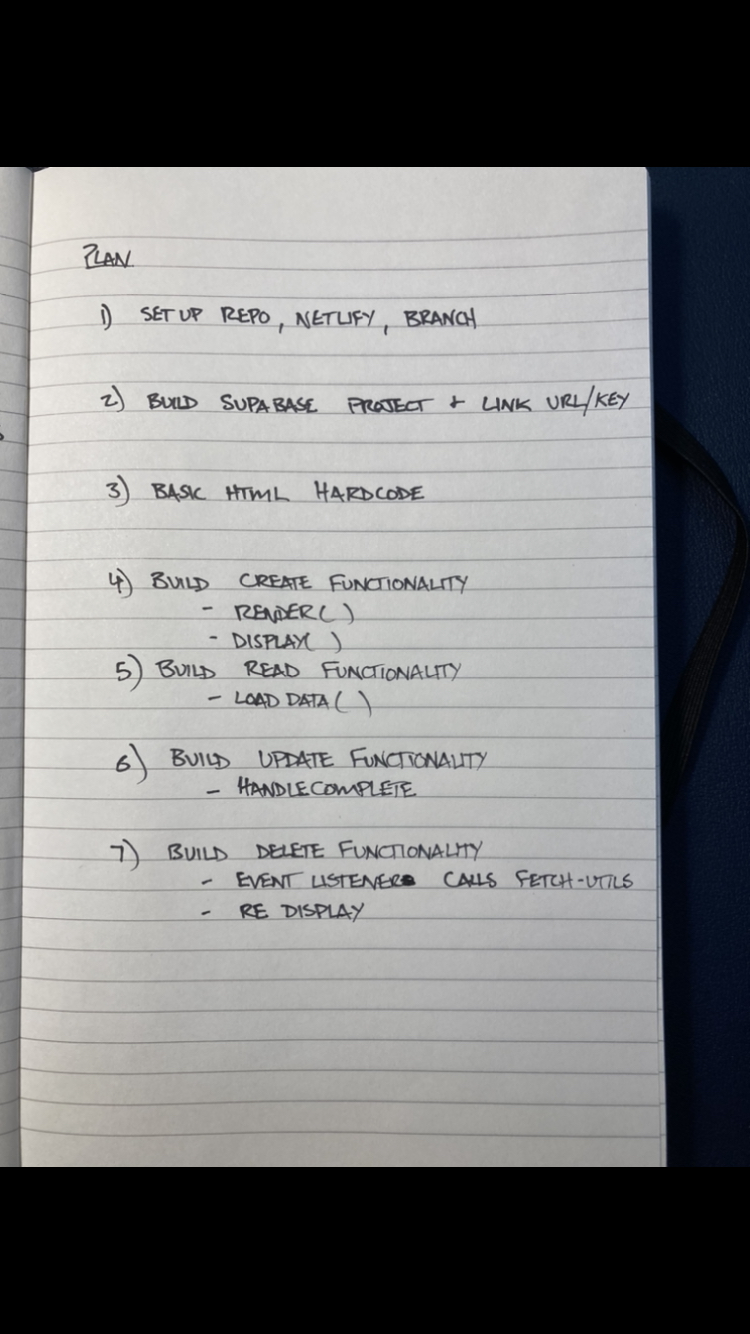 PLAN
1) SET UP REPO, NETLIFY, BRANCH
2) BUILD SUPABASE PROJECT + LINK URL/KEY
3) BASIC HTML HARDCODE
4) BUILD CREATE FUNCTIONALITY
- RENDER( )
- DISPLAY( )
5) BUILD READ FUNCTIONALITY
- LOAD DATA( )
6) BUILD UPDATE FUNCTIONALITY
- HANDLECOMPLETE
7) BUILD DELETE FUNCTIONALITY
- EVENT LISTENER CALLS FETCH-UTILS
- RE DISPLAY